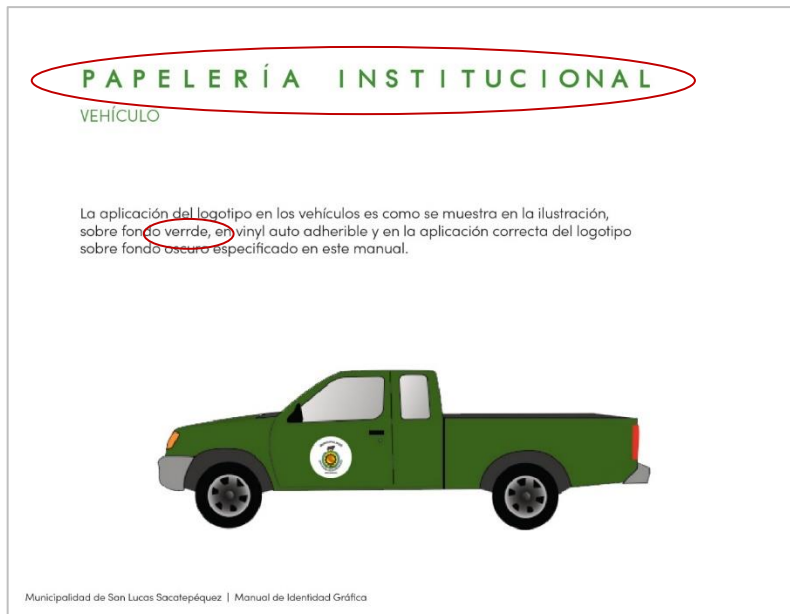 PAPELERÍA INSTITUCIONAL
VEHÍCULO
La aplicación del logotipo en los vehículos es como se muestra en la ilustración,
sobre fondo verrde, en vinyl auto adherible y en la aplicación correcta del logotipo
sobre fondo oscuro especificado en este manual.
Municipalidad de San Lucas Sacatepéquez | Manual de Identidad Gráfica